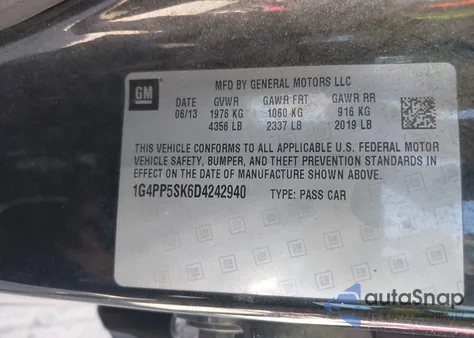 GM
MFD BY GENERAL MOTORS LLC
DATE GVWR GAWR FRT GAWR RR
06/13 1976 KG 1060 KG 916 KG
4356 LB 2337 LB 2019 LB
THIS VEHICLE CONFORMS TO ALL APPLICABLE U.S. FEDERAL MOTOR
VEHICLE SAFETY, BUMPER, AND THEFT PREVENTION STANDARDS IN
EFFECT ON THE DATE OF MANUFACTURE SHOWN ABOVE.
1G4PP5SK6D4242940 TYPE: PASS CAR
autoSnap